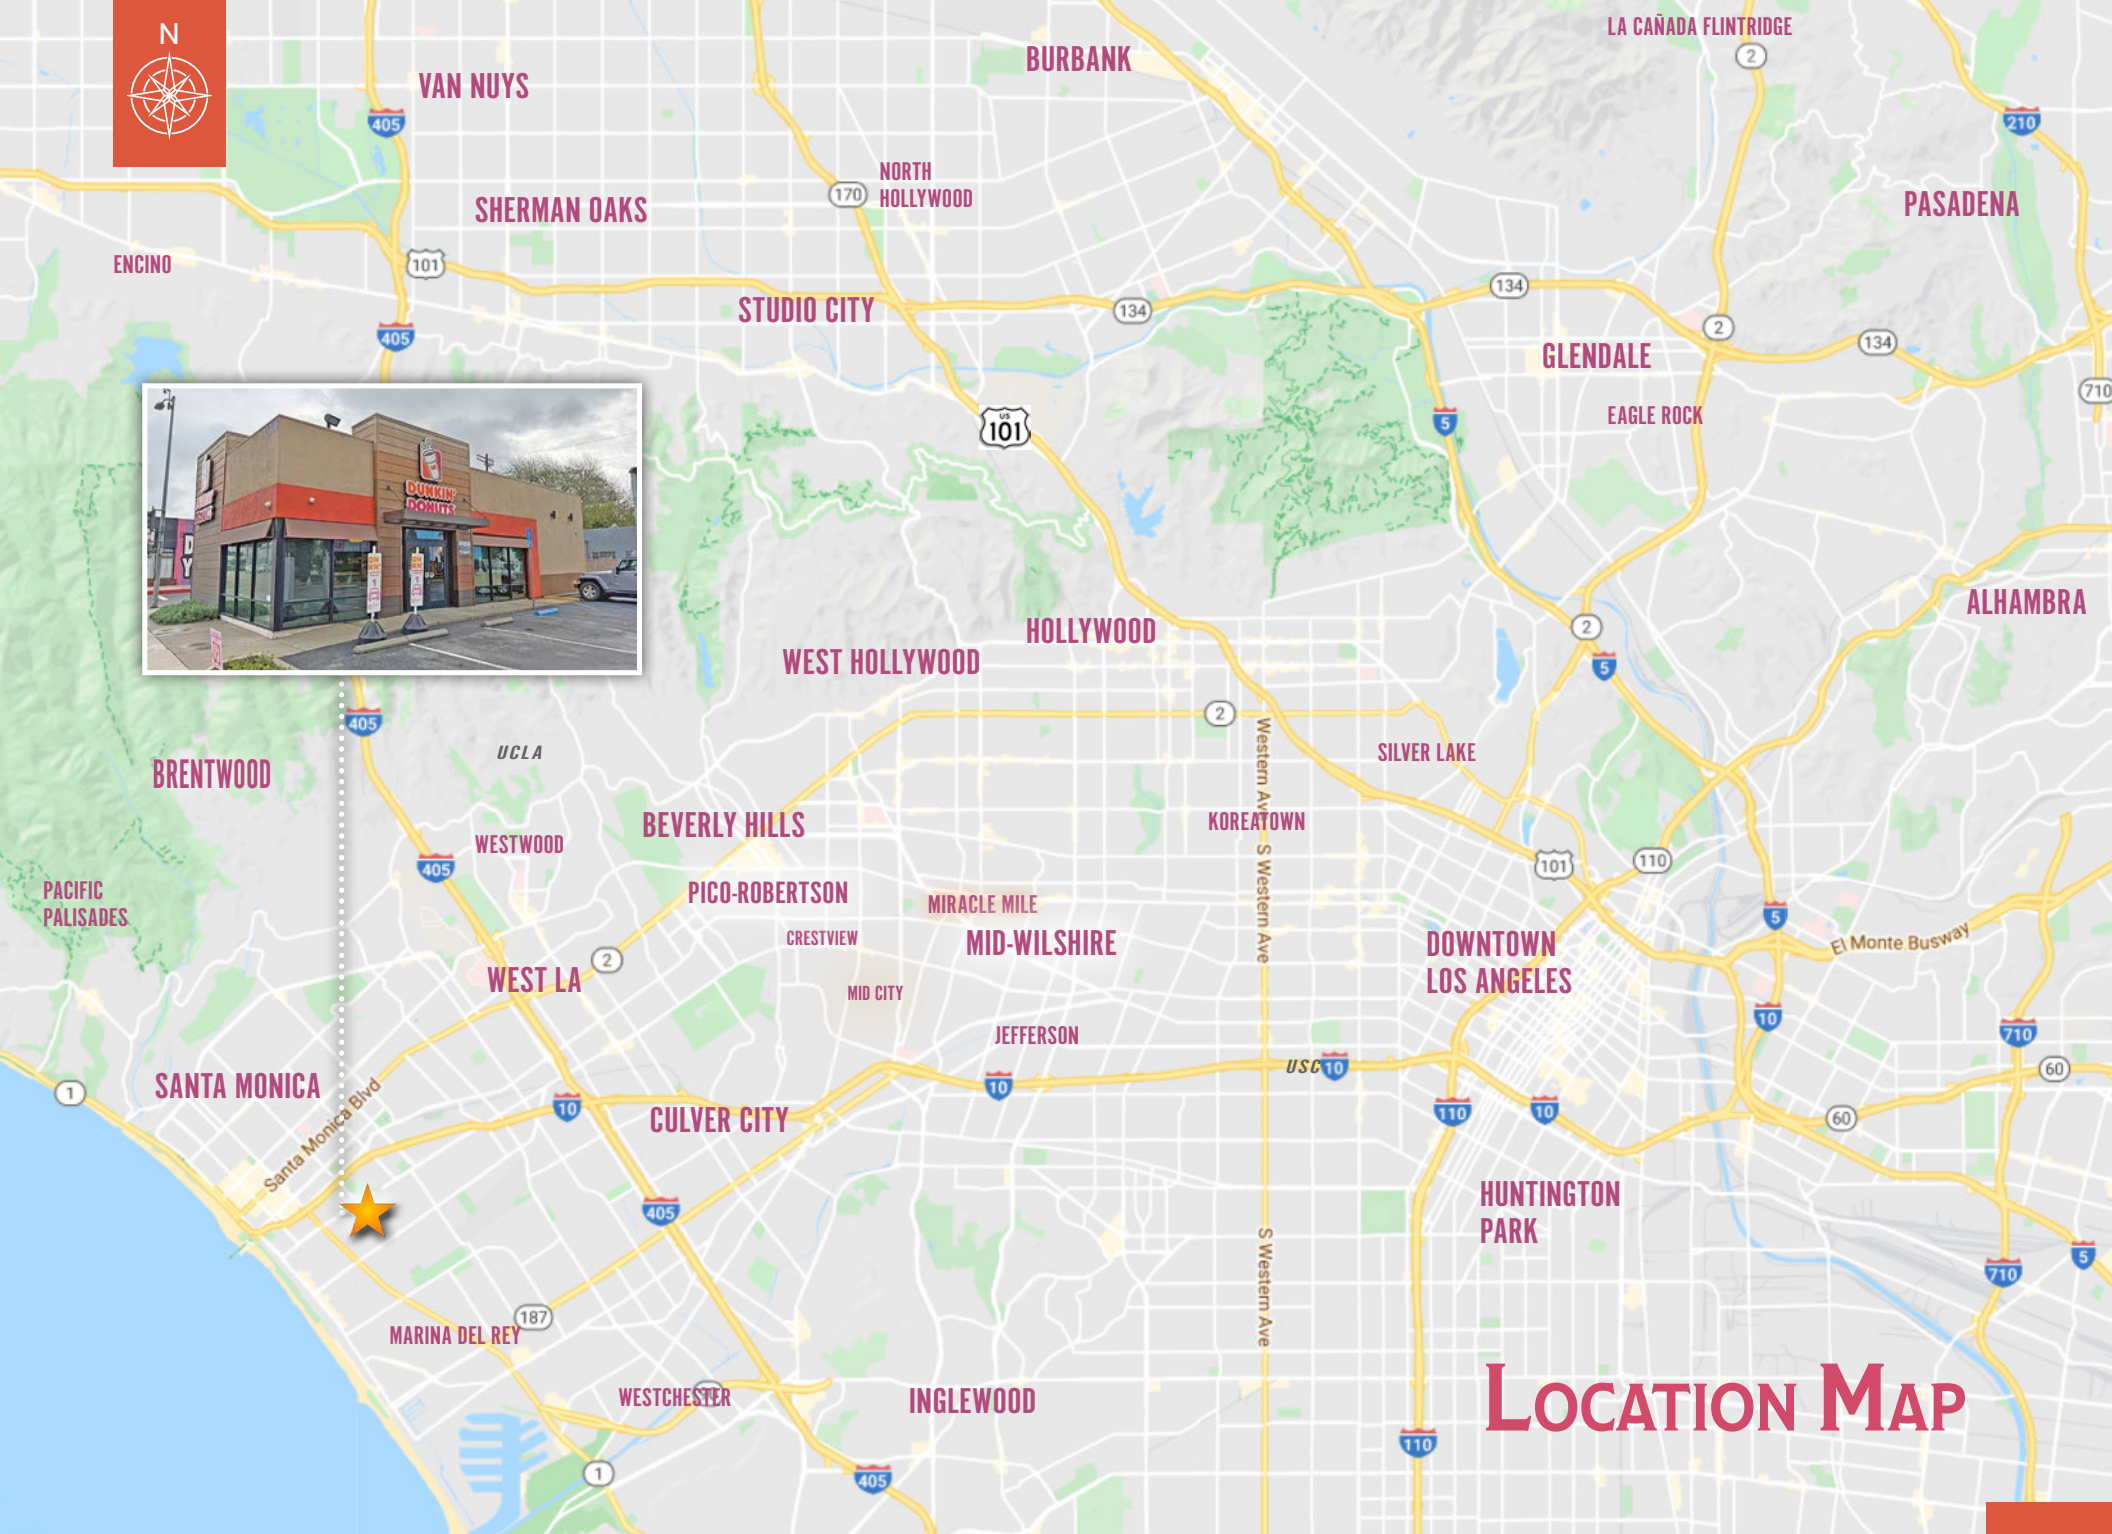 N
LA CAÑADA FLINTRIDGE
2
BURBANK
VAN NUYS
405
210
NORTH
HOLLYWOOD
170
PASADENA
SHERMAN OAKS
ENCINO
101
134
STUDIO CITY
134
2
134
405
GLENDALE
710
EAGLE ROCK
5
US
101
DUNKIN'
DONUTS
D
Y
ALHAMBRA
2
HOLLYWOOD
WEST HOLLYWOOD
5
405
2
Western Ave
SILVER LAKE
UCLA
BRENTWOOD
BEVERLY HILLS
KOREATOWN
WESTWOOD
405
101
110
S Western Ave
PACIFIC
PALISADES
PICO-ROBERTSON
MIRACLE MILE
5
CRESTVIEW
MID-WILSHIRE
DOWNTOWN
LOS ANGELES
El Monte Busway
WEST LA
2
MID CITY
10
710
JEFFERSON
USC
10
60
SANTA MONICA
1
10
10
CULVER CITY
110
10
60
Santa Monica Blvd
HUNTINGTON
PARK
405
S Western Ave
5
710
187
MARINA DEL REY
WESTCHESTER
INGLEWOOD
LOCATION MAP
110
1
405